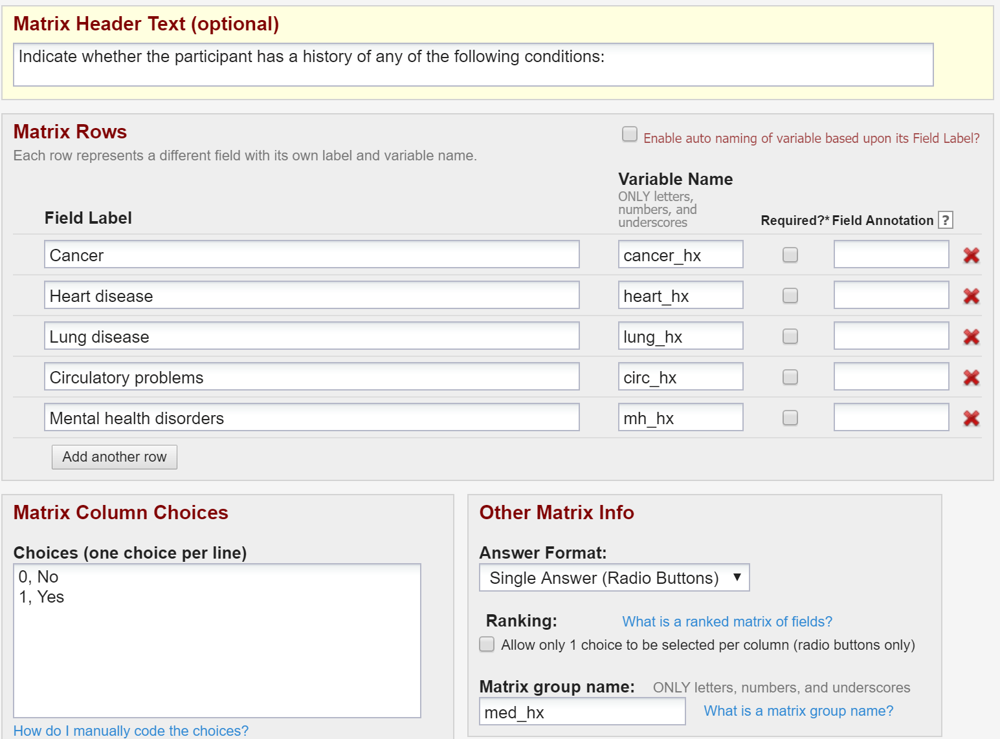 Matrix Header Text (optional)
Indicate whether the participant has a history of any of the following conditions:
Matrix Rows
Enable auto naming of variable based upon its Field Label?
Each row represents a different field with its own label and variable name.
Field Label
Variable Name
ONLY letters,
numbers, and
underscores
Required?* Field Annotation ?
Cancer cancer_hx
Heart disease heart_hx
Lung disease lung_hx
Circulatory problems circ_hx
Mental health disorders mh_hx
Add another row
Matrix Column Choices
Choices (one choice per line)
0, No
1, Yes
How do I manually code the choices?
Other Matrix Info
Answer Format:
Single Answer (Radio Buttons)
Ranking: What is a ranked matrix of fields?
Allow only 1 choice to be selected per column (radio buttons only)
Matrix group name: ONLY letters, numbers, and underscores
med_hx What is a matrix group name?